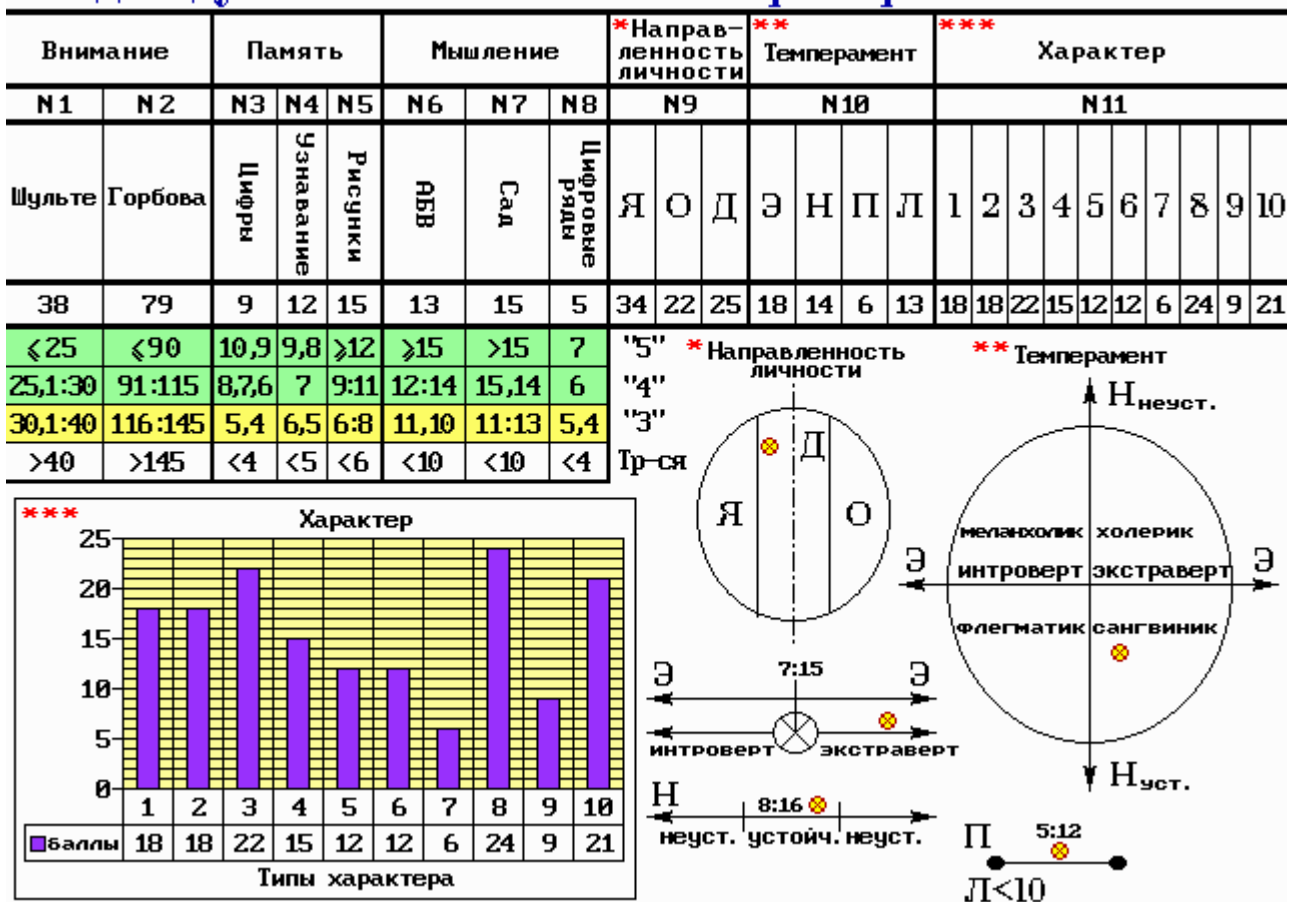 Внимание Память Мышление *Направ- ленность личности ** Темперамент *** Характер
N1 N2 N3 N4 N5 N6 N7 N8 N9 N10 N11
Шульте Горбова Цифры Узнавание Рисунки АБВ Сад Цифровые ряды Я О Д Э Н П Л 1 2 3 4 5 6 7 8 9 10
38 79 9 12 15 13 15 5 34 22 25 18 14 6 13 18 18 22 15 12 12 6 24 9 21
⩽25 ⩽90 10,9 9,8 ⩾12 ⩾15 >15 7 "5"
25,1:30 91:115 8,7,6 7 9:11 12:14 15,14 6 "4"
30,1:40 116:145 5,4 6,5 6:8 11,10 11:13 5,4 "3"
>40 >145 <4 <5 <6 <10 <10 <4 Тр-ся
* Направленность
личности
Д
Я О
** Темперамент
Ннеуст.
меланхолик холерик
Э Э
интроверт экстраверт
флегматик сангвиник
Нуст.
*** Характер
25
20
15
10
5
0
1 2 3 4 5 6 7 8 9 10
баллы 18 18 22 15 12 12 6 24 9 21
Типы характера
Э 7:15 Э
интроверт экстраверт
Н 8:16
неуст. устойч. неуст.
П 5:12
Л<10